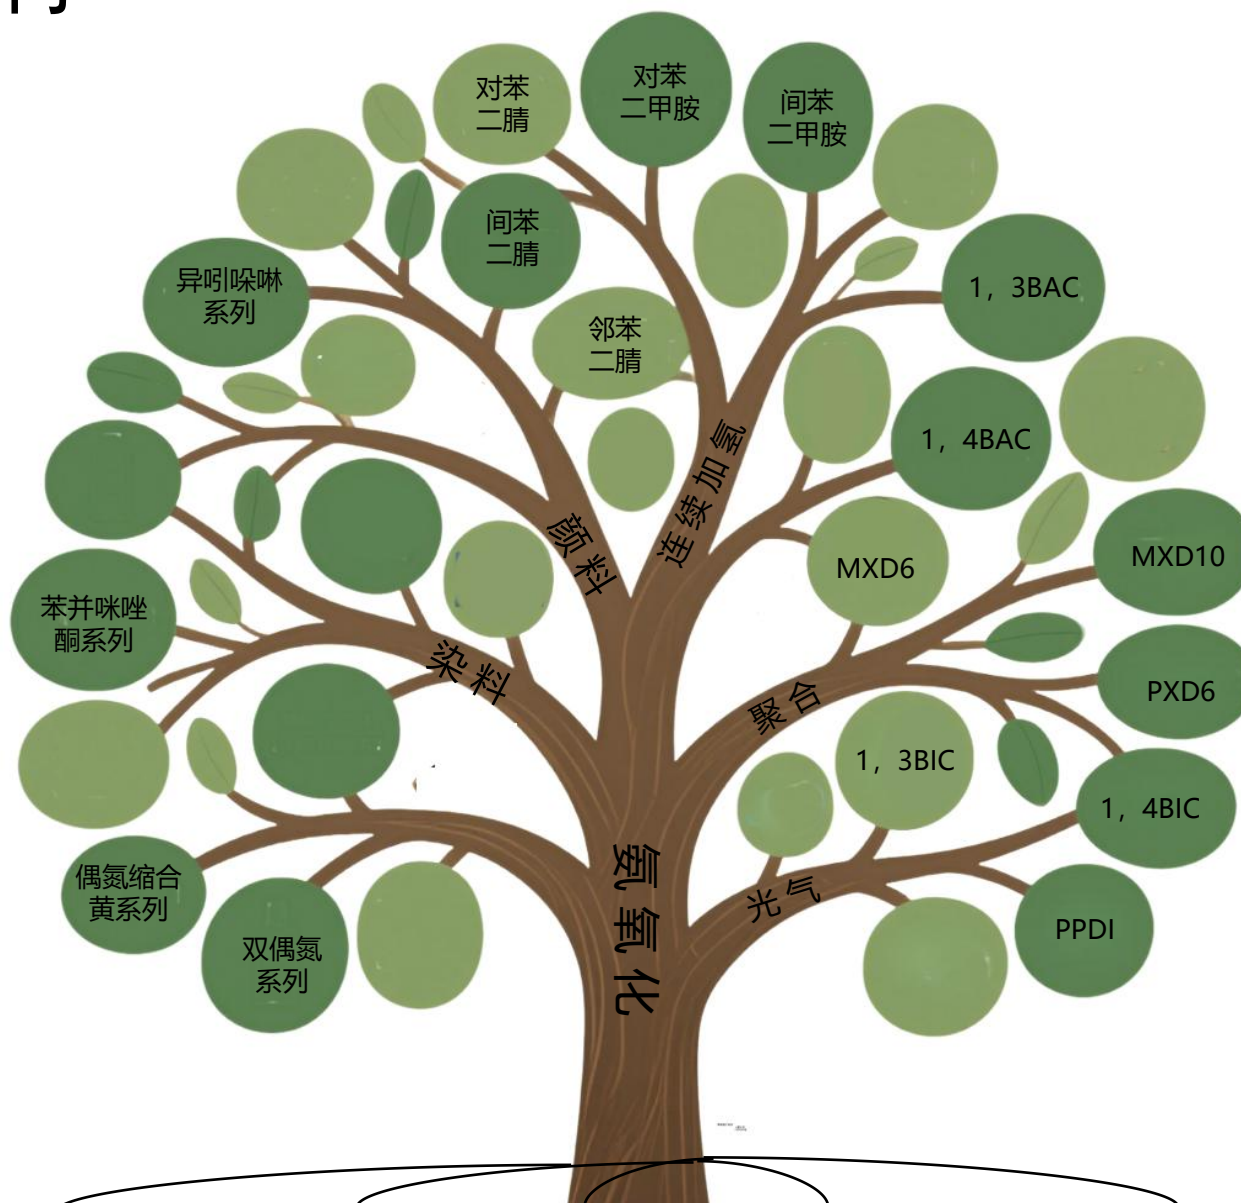 对苯
二腈
对苯
二甲胺
间苯
二甲胺
间苯
二腈
异吲哚啉
系列
邻苯
二腈
1，3BAC
1，4BAC
连续加氢
颜料
MXD6
MXD10
苯并咪唑
酮系列
染料
聚合
PXD6
1，3BIC
1，4BIC
偶氮缩合
黄系列
双偶氮
系列
氨氧化
光气
PPDI